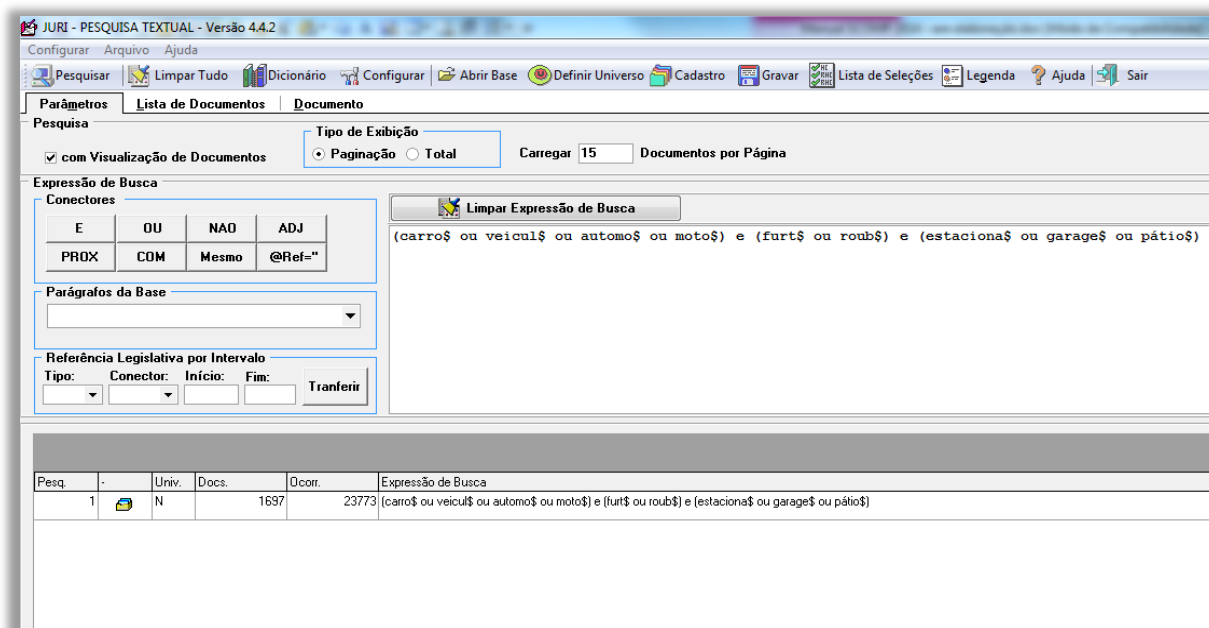 JURI - PESQUISA TEXTUAL - Versão 4.4.2
Configurar Arquivo Ajuda
Pesquisar Limpar Tudo Dicionário Configurar Abrir Base Definir Universo Cadastro Gravar Lista de Seleções Legenda Ajuda Sair
Parâmetros Lista de Documentos Documento
Pesquisa
Tipo de Exibição
com Visualização de Documentos Paginação Total Carregar 15 Documentos por Página
Expressão de Busca
Conectores
Limpar Expressão de Busca
E OU NAO ADJ
(carro$ ou veicul$ ou automo$ ou moto$) e (furt$ ou roub$) e (estaciona$ ou garage$ ou pátio$)
PROX COM Mesmo @Ref="
Parágrafos da Base
Referência Legislativa por Intervalo
Tipo: Conector: Início: Fim:
Tranferir
Pesq. - Univ. Docs. Ocorr. Expressão de Busca
1 N 1697 23773 (carro$ ou veicul$ ou automo$ ou moto$) e (furt$ ou roub$) e (estaciona$ ou garage$ ou pátio$)